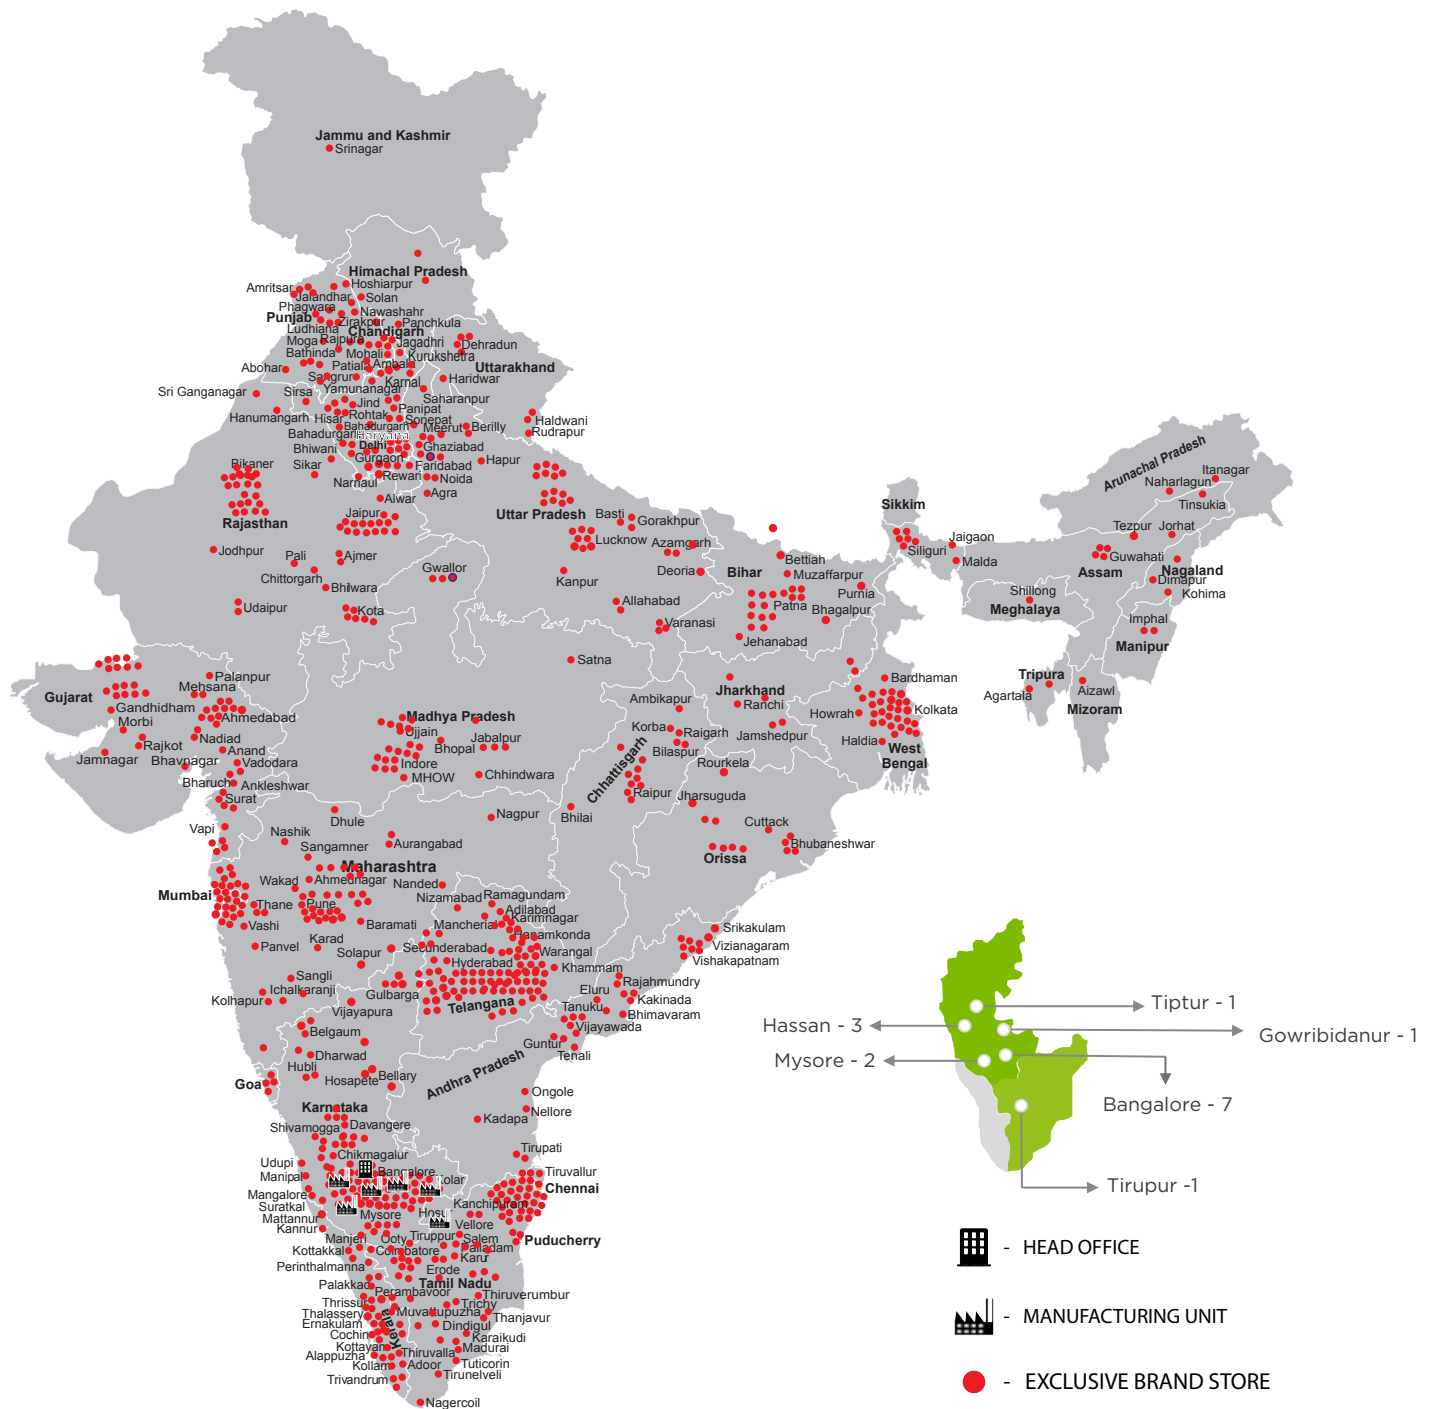 Jammu and Kashmir
Srinagar
Himachal Pradesh
Hoshiarpur
Amritsar
Jalandhar
Solan
Phagwara
Nawashahr
Punjab
Zirakpur
Panchkula
Ludhiana
Chandigarh
Moga
Rajpura
Jagadhri
Dehradun
Bathinda
Mohali
Kurukshetra
Abohar
Patiala
Ambala
Uttarakhand
Sangrur
Karnal
Haridwar
Sri Ganganagar
Sirsa
Yamunanagar
Saharanpur
Jind
Panipat
Hanumangarh
Hisar
Rohtak
Sonepat
Haldwani
Bahadurgarh
Meerut
Berilly
Rudrapur
Bahadurgarh
Haryana
Bhiwani
Delhi
Ghaziabad
Bikaner
Sikar
Gurgaon
Faridabad
Hapur
Narnaul
Rewari
Noida
Agra
Alwar
Rajasthan
Jaipur
Uttar Pradesh
Basti
Gorakhpur
Lucknow
Azamgarh
Jodhpur
Pali
Ajmer
Chittorgarh
Gwallor
Kanpur
Deoria
Bihar
Bettiah
Muzaffarpur
Purnia
Bhilwara
Udaipur
Kota
Allahabad
Varanasi
Patna
Bhagalpur
Jehanabad
Sikkim
Siliguri
Jaigaon
Malda
Arunachal Pradesh
Itanagar
Naharlagun
Tinsukia
Tezpur
Jorhat
Guwahati
Assam
Nagaland
Dimapur
Kohima
Shillong
Meghalaya
Imphal
Manipur
Tripura
Agartala
Aizawl
Mizoram
Satna
Palanpur
Gujarat
Mehsana
Gandhidham
Ahmedabad
Morbi
Nadiad
Rajkot
Anand
Jamnagar
Bhavnagar
Vadodara
Bharuch
Ankleshwar
Surat
Vapi
Madhya Pradesh
Ujjain
Jabalpur
Bhopal
Indore
MHOW
Chhindwara
Jharkhand
Bardhaman
Ambikapur
Ranchi
Howrah
Kolkata
Korba
Raigarh
Jamshedpur
Haldia
Bilaspur
West
Bengal
Rourkela
Chhattisgarh
Raipur
Jharsuguda
Bhilai
Cuttack
Bhubaneshwar
Orissa
Nagpur
Dhule
Nashik
Aurangabad
Sangamner
Maharashtra
Wakad
Ahmednagar
Nanded
Mumbai
Thane
Pune
Nizamabad
Ramagundam
Adilabad
Vashi
Baramati
Mancherial
Karimnagar
Karad
Hanamkonda
Panvel
Solapur
Secunderabad
Warangal
Hyderabad
Khammam
Sangli
Ichalkaranji
Gulbarga
Kolhapur
Vijayapura
Telangana
Srikakulam
Vizianagaram
Vishakapatnam
Rajahmundry
Eluru
Kakinada
Tanuku
Bhimavaram
Vijayawada
Guntur
Tenali
Belgaum
Dharwad
Hubli
Goa
Hosapete
Bellary
Andhra Pradesh
Ongole
Karnataka
Nellore
Kadapa
Shivamogga
Davangere
Tirupati
Chikmagalur
Udupi
Bangalore
Manipal
Tiruvallur
Chennai
Mangalore
Suratkal
Kanchipuram
Mattannur
Mysore
Hosur
Kannur
Vellore
Manjeri
Ooty
Tiruppur
Salem
Puducherry
Kottakkal
Coimbatore
Palladam
Karur
Perinthalmanna
Erode
Palakkad
Tamil Nadu
Perambavoor
Thiruverumbur
Thrissur
Trichy
Thalassery
Muvattupuzha
Thanjavur
Ernakulam
Kerala
Dindigul
Cochin
Karaikudi
Kottayam
Madurai
Alappuzha
Thiruvalla
Kollam
Adoor
Tuticorin
Trivandrum
Tirunelveli
Nagercoil
Tiptur - 1
Hassan - 3
Gowribidanur - 1
Mysore - 2
Bangalore - 7
Tirupur -1
- HEAD OFFICE
- MANUFACTURING UNIT
- EXCLUSIVE BRAND STORE